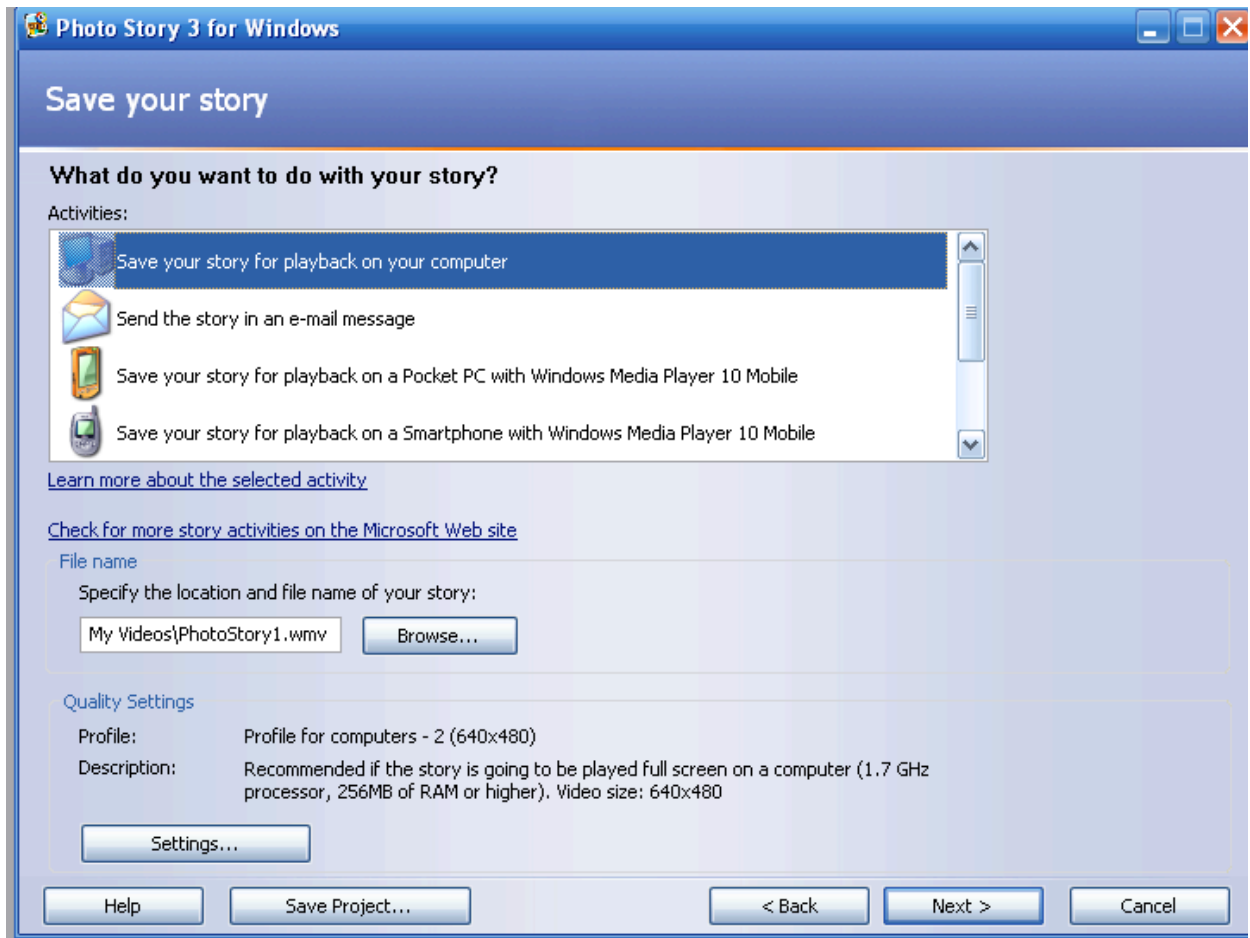 Photo Story 3 for Windows
Save your story
What do you want to do with your story?
Activities:
Save your story for playback on your computer
Send the story in an e-mail message
Save your story for playback on a Pocket PC with Windows Media Player 10 Mobile
Save your story for playback on a Smartphone with Windows Media Player 10 Mobile
Learn more about the selected activity
Check for more story activities on the Microsoft Web site
File name
Specify the location and file name of your story:
My Videos\PhotoStory1.wmv Browse...
Quality Settings
Profile: Profile for computers - 2 (640x480)
Description: Recommended if the story is going to be played full screen on a computer (1.7 GHz
processor, 256MB of RAM or higher). Video size: 640x480
Settings...
Help Save Project... < Back Next > Cancel